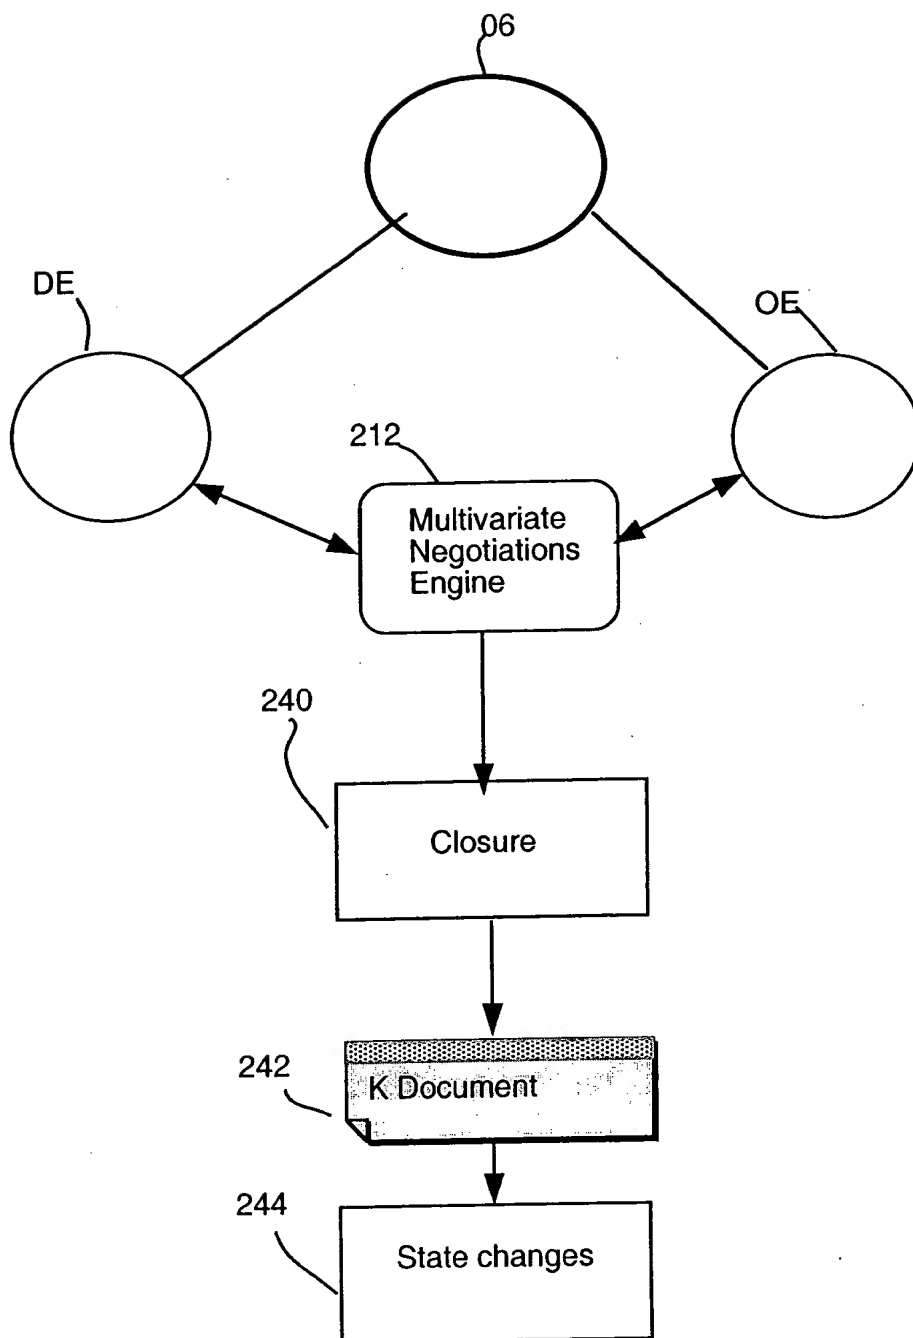 06
DE
OE
212
Multivariate
Negotiations
Engine
240
Closure
242
K Document
244
State changes